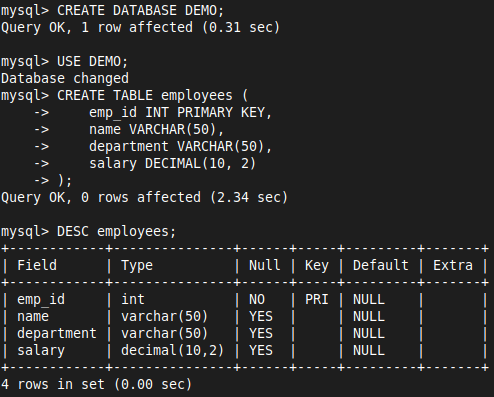 mysql> CREATE DATABASE DEMO;
Query OK, 1 row affected (0.31 sec)

mysql> USE DEMO;
Database changed
mysql> CREATE TABLE employees (
    ->     emp_id INT PRIMARY KEY,
    ->     name VARCHAR(50),
    ->     department VARCHAR(50),
    ->     salary DECIMAL(10, 2)
    -> );
Query OK, 0 rows affected (2.34 sec)

mysql> DESC employees;
+------------+---------------+------+-----+---------+-------+
| Field      | Type          | Null | Key | Default | Extra |
+------------+---------------+------+-----+---------+-------+
| emp_id     | int           | NO   | PRI | NULL    |       |
| name       | varchar(50)   | YES  |     | NULL    |       |
| department | varchar(50)   | YES  |     | NULL    |       |
| salary     | decimal(10,2) | YES  |     | NULL    |       |
+------------+---------------+------+-----+---------+-------+
4 rows in set (0.00 sec)